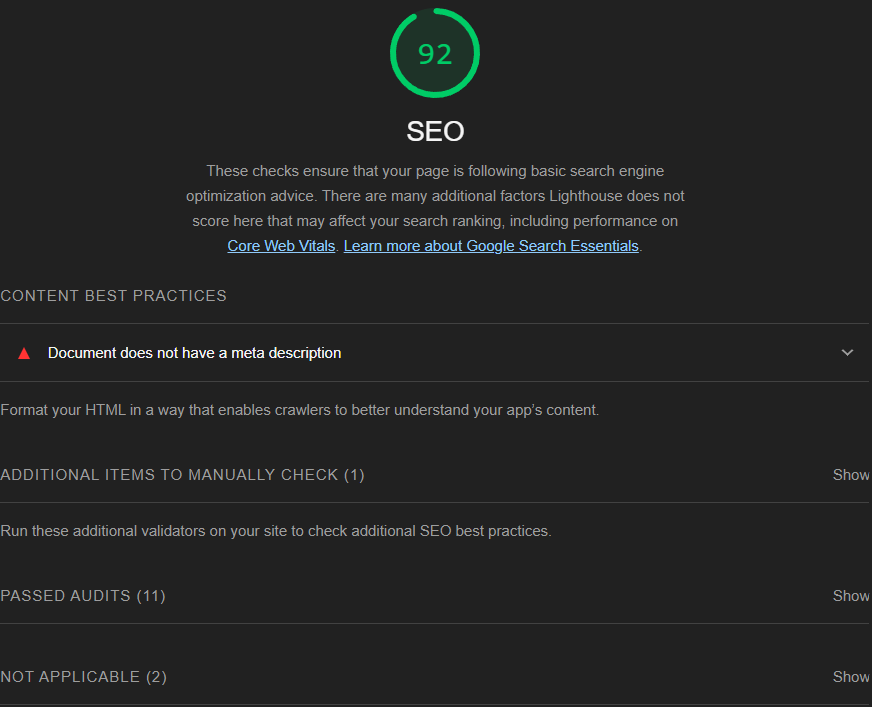 92
SEO
These checks ensure that your page is following basic search engine
optimization advice. There are many additional factors Lighthouse does not
score here that may affect your search ranking, including performance on
Core Web Vitals. Learn more about Google Search Essentials.
CONTENT BEST PRACTICES
Document does not have a meta description
Format your HTML in a way that enables crawlers to better understand your app’s content.
ADDITIONAL ITEMS TO MANUALLY CHECK (1) Show
Run these additional validators on your site to check additional SEO best practices.
PASSED AUDITS (11) Show
NOT APPLICABLE (2) Show